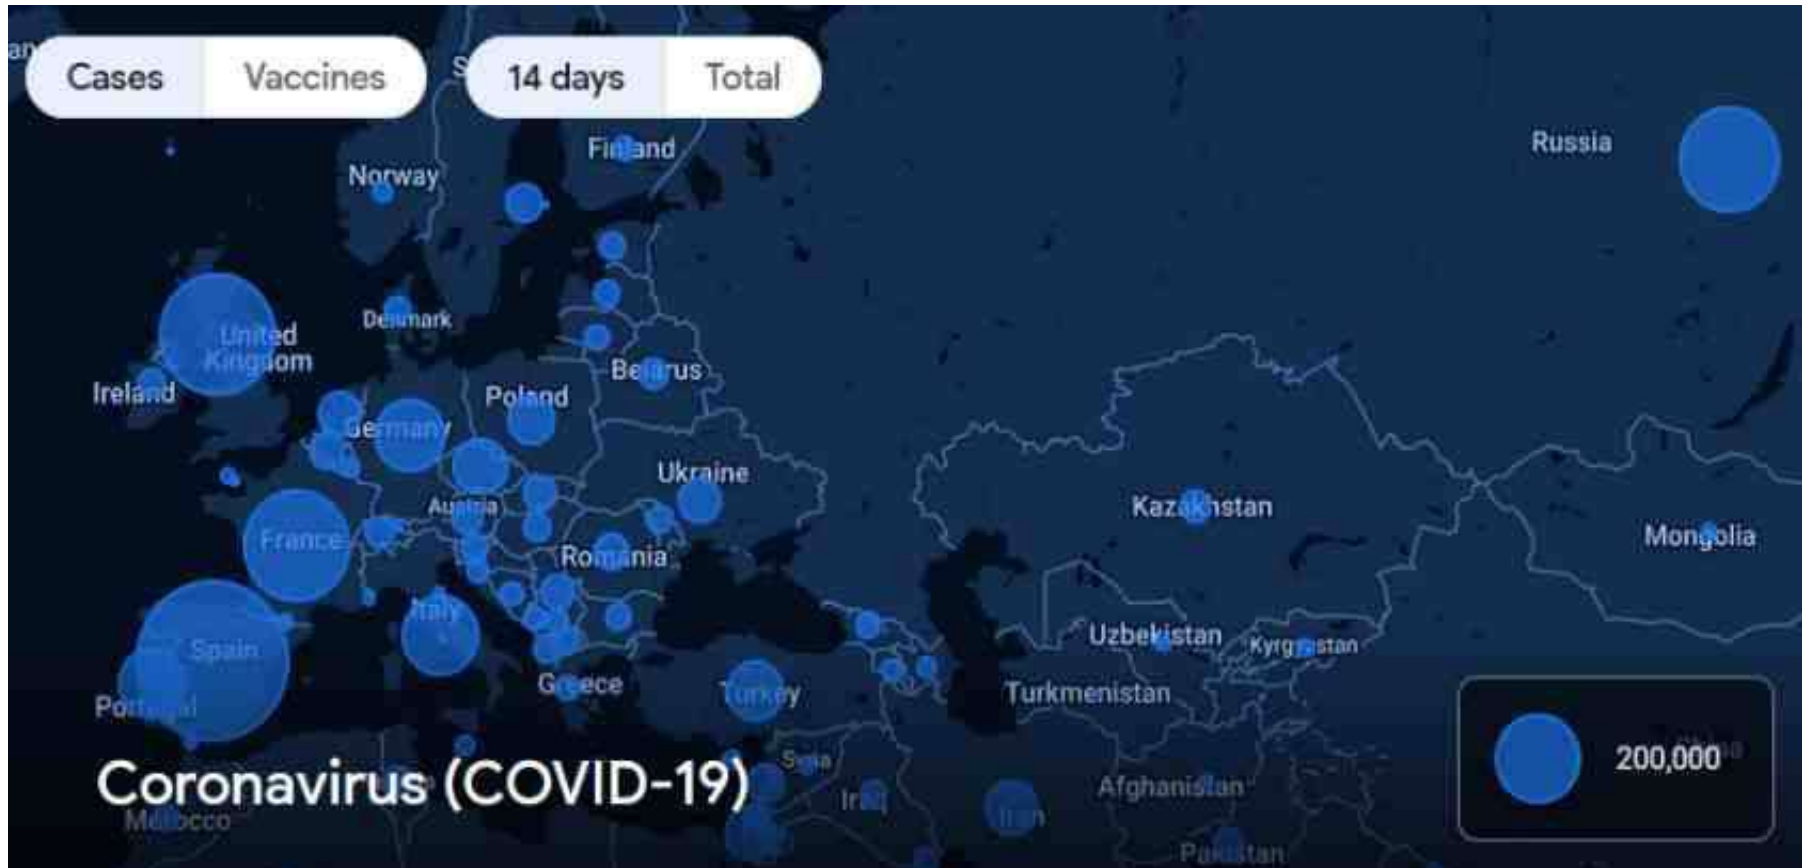 Cases
Vaccines
14 days
Total
Finland
Norway
Russia
Denmark
United
Kingdom
Ireland
Belarus
Poland
Germany
Ukraine
Austria
Kazakhstan
France
Romania
Mongolia
Italy
Spain
Uzbekistan
Kyrgyzstan
Greece
Turkey
Turkmenistan
Portugal
Syria
200,000
Coronavirus (COVID-19)
Iraq
Afghanistan
Iran
Morocco
Pakistan